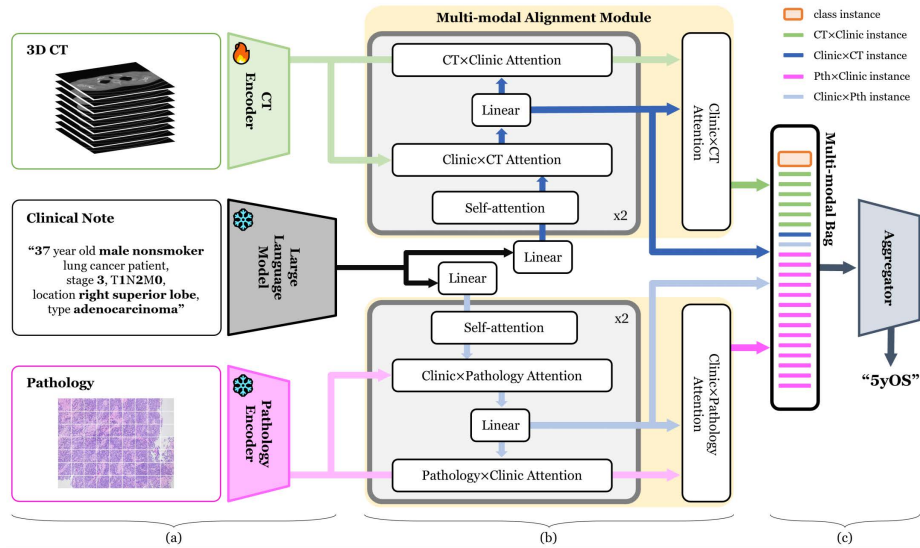 Multi-modal Alignment Module
3D CT
CT
Encoder
CT×Clinic Attention
Linear
Clinic×CT Attention
Self-attention
x2
Clinic×CT
Attention
class instance
CT×Clinic instance
Clinic×CT instance
Pth×Clinic instance
Clinic×Pth instance
Clinical Note
“37 year old male nonsmoker
lung cancer patient,
stage 3, T1N2M0,
location right superior lobe,
type adenocarcinoma”
Large
Language
Model
Linear
Linear
Multi-modal Bag
Aggregator
“5yOS”
Pathology
Pathology
Encoder
Self-attention
x2
Clinic×Pathology Attention
Linear
Pathology×Clinic Attention
Clinic×Pathology
Attention
(a)
(b)
(c)